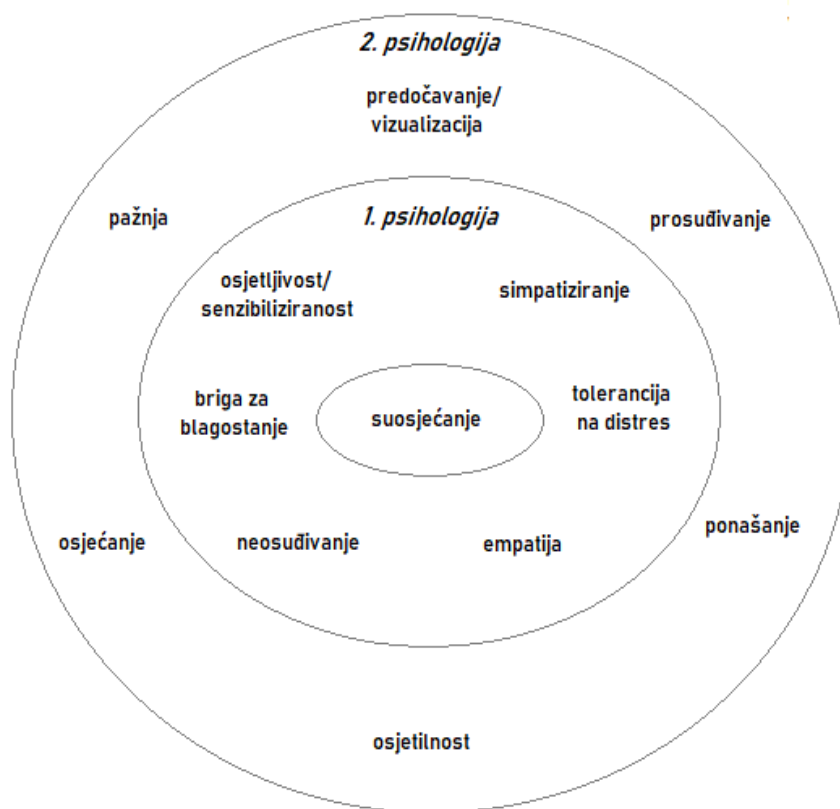 2. psihologija
predočavanje/
vizualizacija
pažnja
prosuđivanje
1. psihologija
osjetljivost/
senzibiliziranost
simpatiziranje
briga za
blagostanje
suosjećanje
tolerancija
na distres
osjećanje
neosuđivanje
empatija
ponašanje
osjetilnost